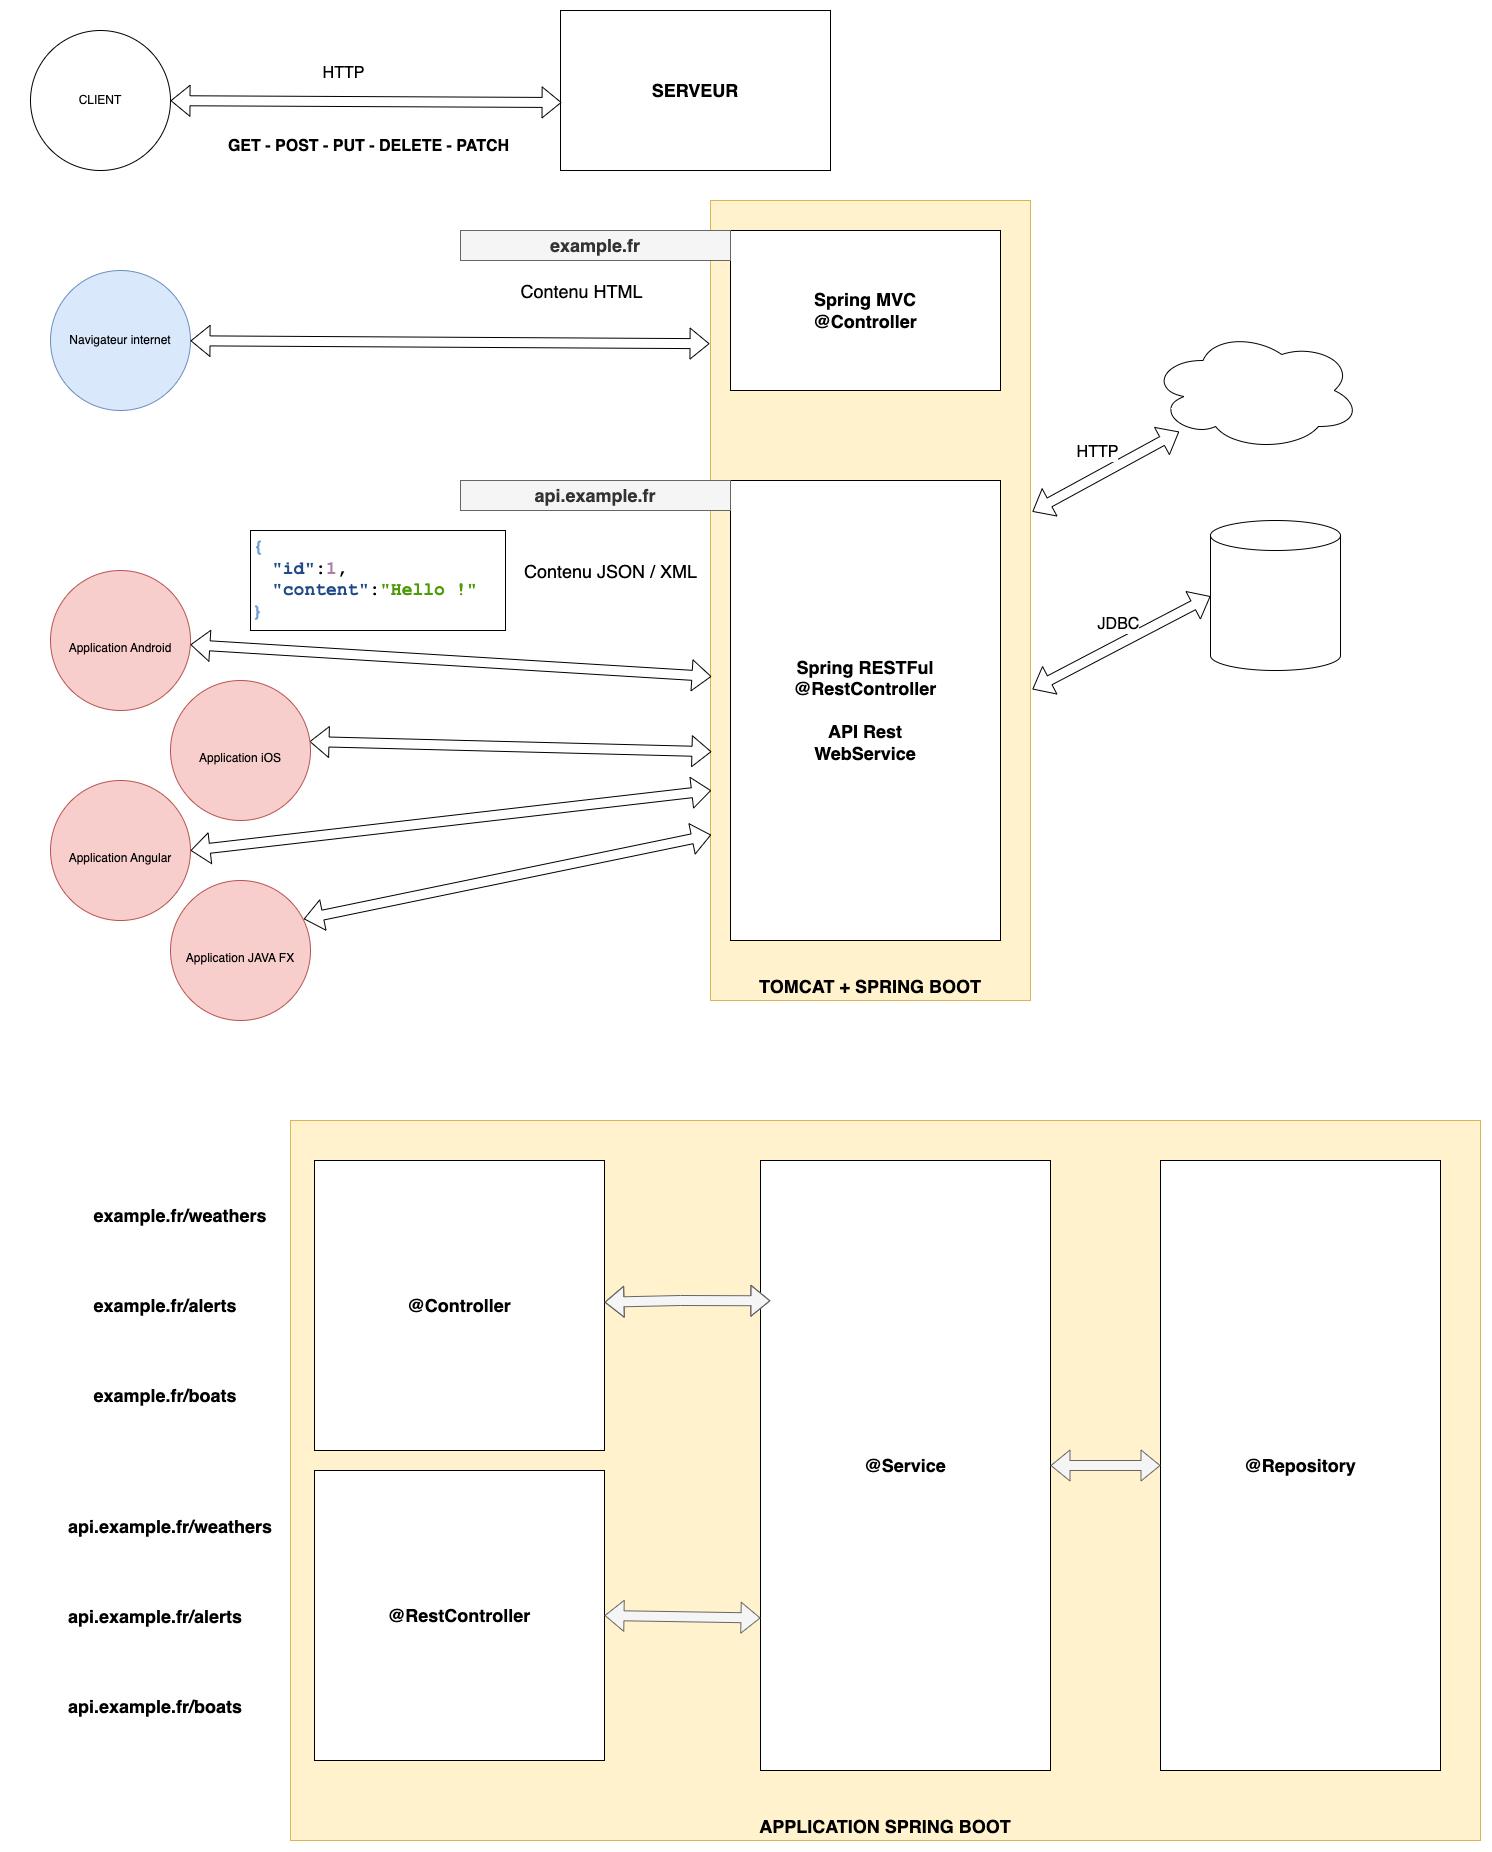 CLIENT
HTTP
GET - POST - PUT - DELETE - PATCH
SERVEUR
example.fr
Contenu HTML
Spring MVC
@Controller
Navigateur internet
HTTP
api.example.fr
{
"id":1,
"content":"Hello !"
}
Contenu JSON / XML
JDBC
Application Android
Spring RESTFul
@RestController
API Rest
WebService
Application iOS
Application Angular
Application JAVA FX
TOMCAT + SPRING BOOT
example.fr/weathers
example.fr/alerts
example.fr/boats
@Controller
@Service
@Repository
api.example.fr/weathers
api.example.fr/alerts
api.example.fr/boats
@RestController
APPLICATION SPRING BOOT